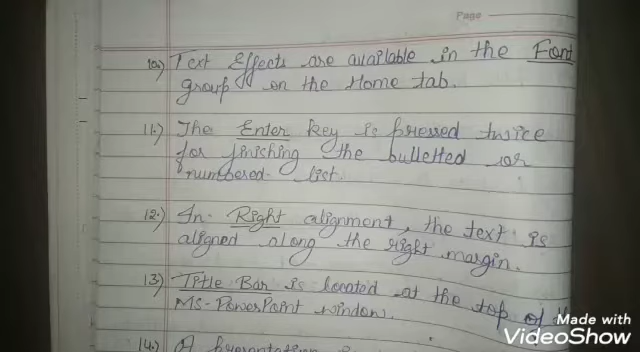 Page
10.) Text Effects are available in the Font
group on the Home tab.
11.) The Enter key is pressed twice
for finishing the bulleted or
numbered list.
12.) In Right alignment, the text is
aligned along the right margin.
13.) Title Bar is located at the top of
MS-PowerPoint window.
14.) A presentation
Made with
VideoShow